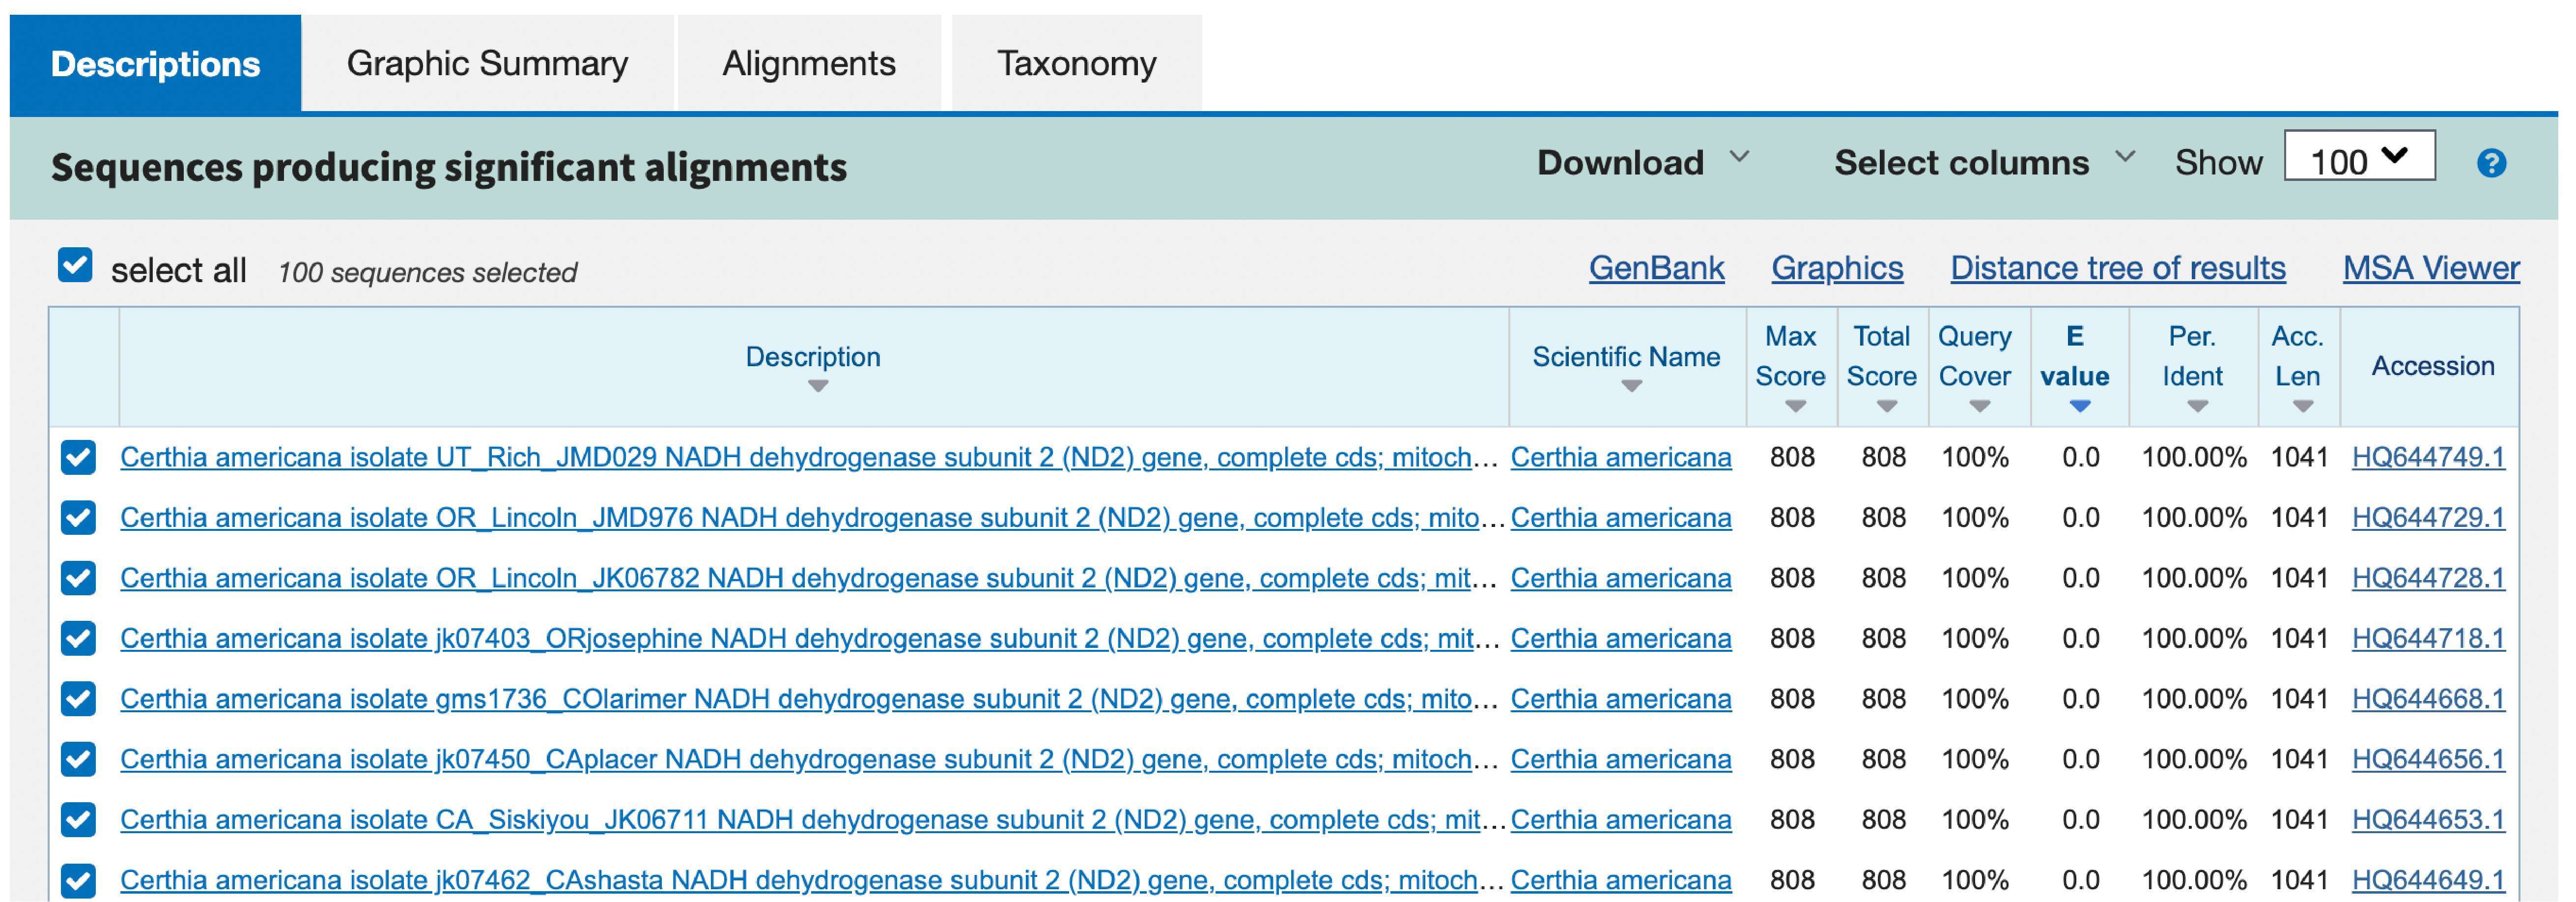 Descriptions Graphic Summary Alignments Taxonomy
Sequences producing significant alignments Download Select columns Show 100 ?
select all 100 sequences selected GenBank Graphics Distance tree of results MSA Viewer
Description Scientific Name Max Score Total Score Query Cover E value Per. Ident Acc. Len Accession
Certhia americana isolate UT_Rich_JMD029 NADH dehydrogenase subunit 2 (ND2) gene, complete cds; mitoch... Certhia americana 808 808 100% 0.0 100.00% 1041 HQ644749.1
Certhia americana isolate OR_Lincoln_JMD976 NADH dehydrogenase subunit 2 (ND2) gene, complete cds; mito... Certhia americana 808 808 100% 0.0 100.00% 1041 HQ644729.1
Certhia americana isolate OR_Lincoln_JK06782 NADH dehydrogenase subunit 2 (ND2) gene, complete cds; mit... Certhia americana 808 808 100% 0.0 100.00% 1041 HQ644728.1
Certhia americana isolate jk07403_ORjosephine NADH dehydrogenase subunit 2 (ND2) gene, complete cds; mit... Certhia americana 808 808 100% 0.0 100.00% 1041 HQ644718.1
Certhia americana isolate gms1736_COlarimer NADH dehydrogenase subunit 2 (ND2) gene, complete cds; mito... Certhia americana 808 808 100% 0.0 100.00% 1041 HQ644668.1
Certhia americana isolate jk07450_CAplacer NADH dehydrogenase subunit 2 (ND2) gene, complete cds; mitoch... Certhia americana 808 808 100% 0.0 100.00% 1041 HQ644656.1
Certhia americana isolate CA_Siskiyou_JK06711 NADH dehydrogenase subunit 2 (ND2) gene, complete cds; mit... Certhia americana 808 808 100% 0.0 100.00% 1041 HQ644653.1
Certhia americana isolate jk07462_CAshasta NADH dehydrogenase subunit 2 (ND2) gene, complete cds; mitoch... Certhia americana 808 808 100% 0.0 100.00% 1041 HQ644649.1